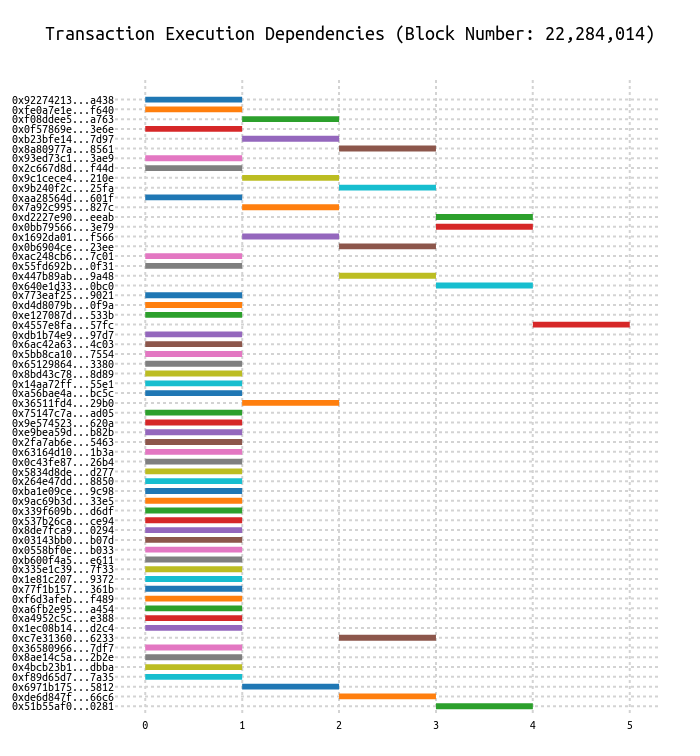 Transaction Execution Dependencies (Block Number: 22,284,014)
0x92274213...a438
0xfe0a7e1e...f640
0xf08ddee5...a763
0x0f57869e...3e6e
0xb23bfe14...7d97
0x8a80977a...8561
0x93ed73c1...3ae9
0x2c667d8d...f44d
0x9c1cece4...210e
0x9b240f2c...25fa
0xaa28564d...601f
0x7a92c995...827c
0xd2227e90...eeab
0x0bb79566...3e79
0x1692da01...f566
0x0b6904ce...23ee
0xac248cb6...7c01
0x55fd692b...0f31
0x447b89ab...9a48
0x640e1d33...0bc0
0x773eaf25...9021
0xd4d8079b...0f9a
0xe127087d...533b
0x4557e8fa...57fc
0xdb1b74e9...97d7
0x6ac42a63...4c03
0x5bb8ca10...7554
0x65129864...3380
0x8bd43c78...8d89
0x14aa72ff...55e1
0xa56bae4a...bc5c
0x36511fd4...29b0
0x75147c7a...ad05
0x9e574523...620a
0xe9bea59d...b82b
0x2fa7ab6e...5463
0x63164d10...1b3a
0x0c43fe87...26b4
0x5834d8de...d277
0x264e47dd...8850
0xba1e09ce...9c98
0x9ac69b3d...33e5
0x339f609b...d6df
0x537b26ca...ce94
0x8de7fca9...0294
0x03143bb0...b07d
0x0558bf0e...b033
0xb600f4a5...e611
0x335e1c39...7f33
0x1e81c207...9372
0x77f1b157...361b
0xf6d3afeb...f489
0xa6fb2e95...a454
0xa4952c5c...e388
0x1ec08b14...d2c4
0xc7e31360...6233
0x36580966...7df7
0x8ae14c5a...2b2e
0x4bcb23b1...dbba
0xf89d65d7...7a35
0x6971b175...5812
0xde6d847f...66c6
0x51b55af0...0281
0 1 2 3 4 5